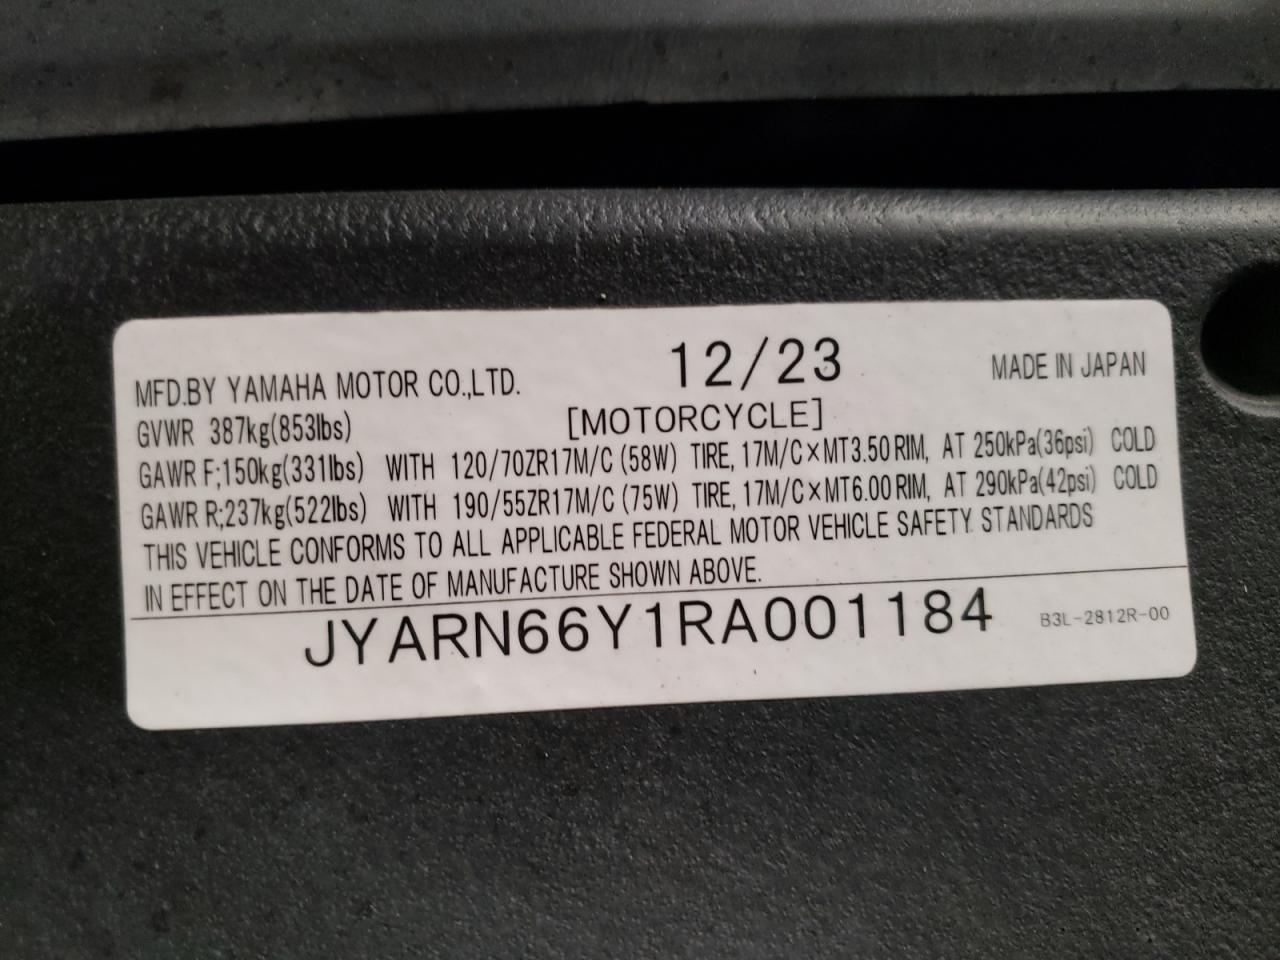 MFD.BY YAMAHA MOTOR CO.,LTD. 12/23 MADE IN JAPAN
GVWR 387kg(853lbs) [MOTORCYCLE]
GAWR F;150kg(331lbs) WITH 120/70ZR17M/C (58W) TIRE, 17M/C×MT3.50 RIM, AT 250kPa(36psi) COLD
GAWR R;237kg(522lbs) WITH 190/55ZR17M/C (75W) TIRE, 17M/C×MT6.00 RIM, AT 290kPa(42psi) COLD
THIS VEHICLE CONFORMS TO ALL APPLICABLE FEDERAL MOTOR VEHICLE SAFETY STANDARDS
IN EFFECT ON THE DATE OF MANUFACTURE SHOWN ABOVE.
JYARN66Y1RA001184 B3L-2812R-00